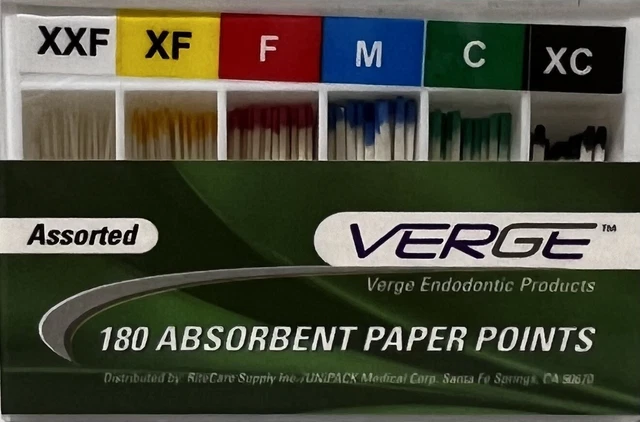 XXF XF F M C XC
Assorted
VERGE™
Verge Endodontic Products
180 ABSORBENT PAPER POINTS
Distributed by RiteCare Supply Inc./UNIPACK Medical Corp. Santa Fe Springs, CA 90670